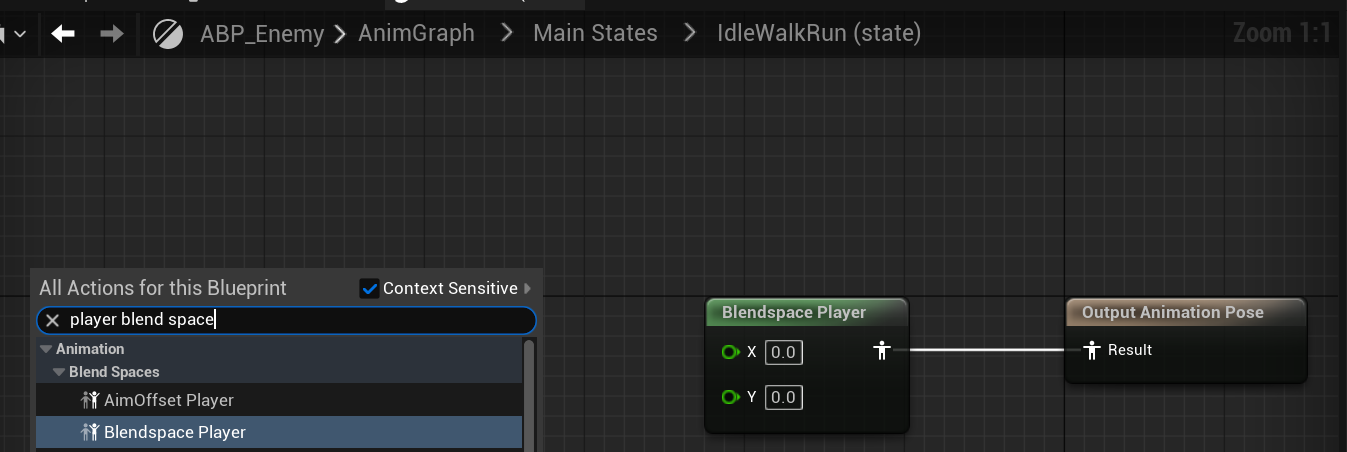 ABP_Enemy > AnimGraph > Main States > IdleWalkRun (state)
Zoom 1:1
All Actions for this Blueprint
Context Sensitive
player blend space
Animation
Blend Spaces
AimOffset Player
Blendspace Player
Blendspace Player
X 0.0
Y 0.0
Output Animation Pose
Result